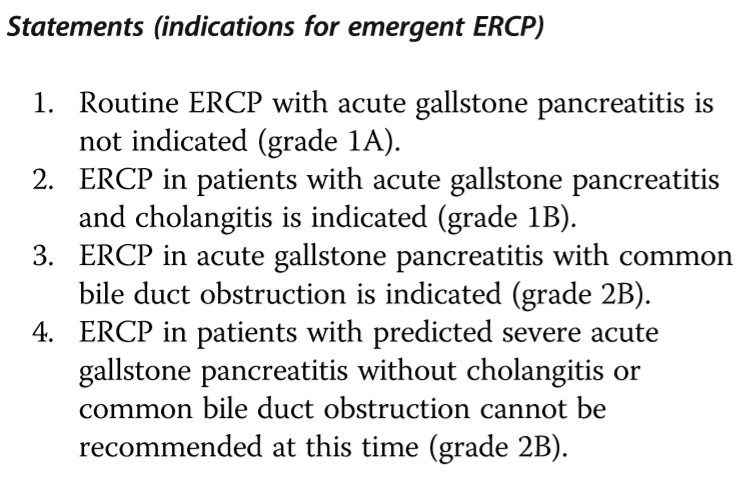 Statements (indications for emergent ERCP)
1. Routine ERCP with acute gallstone pancreatitis is
not indicated (grade 1A).
2. ERCP in patients with acute gallstone pancreatitis
and cholangitis is indicated (grade 1B).
3. ERCP in acute gallstone pancreatitis with common
bile duct obstruction is indicated (grade 2B).
4. ERCP in patients with predicted severe acute
gallstone pancreatitis without cholangitis or
common bile duct obstruction cannot be
recommended at this time (grade 2B).